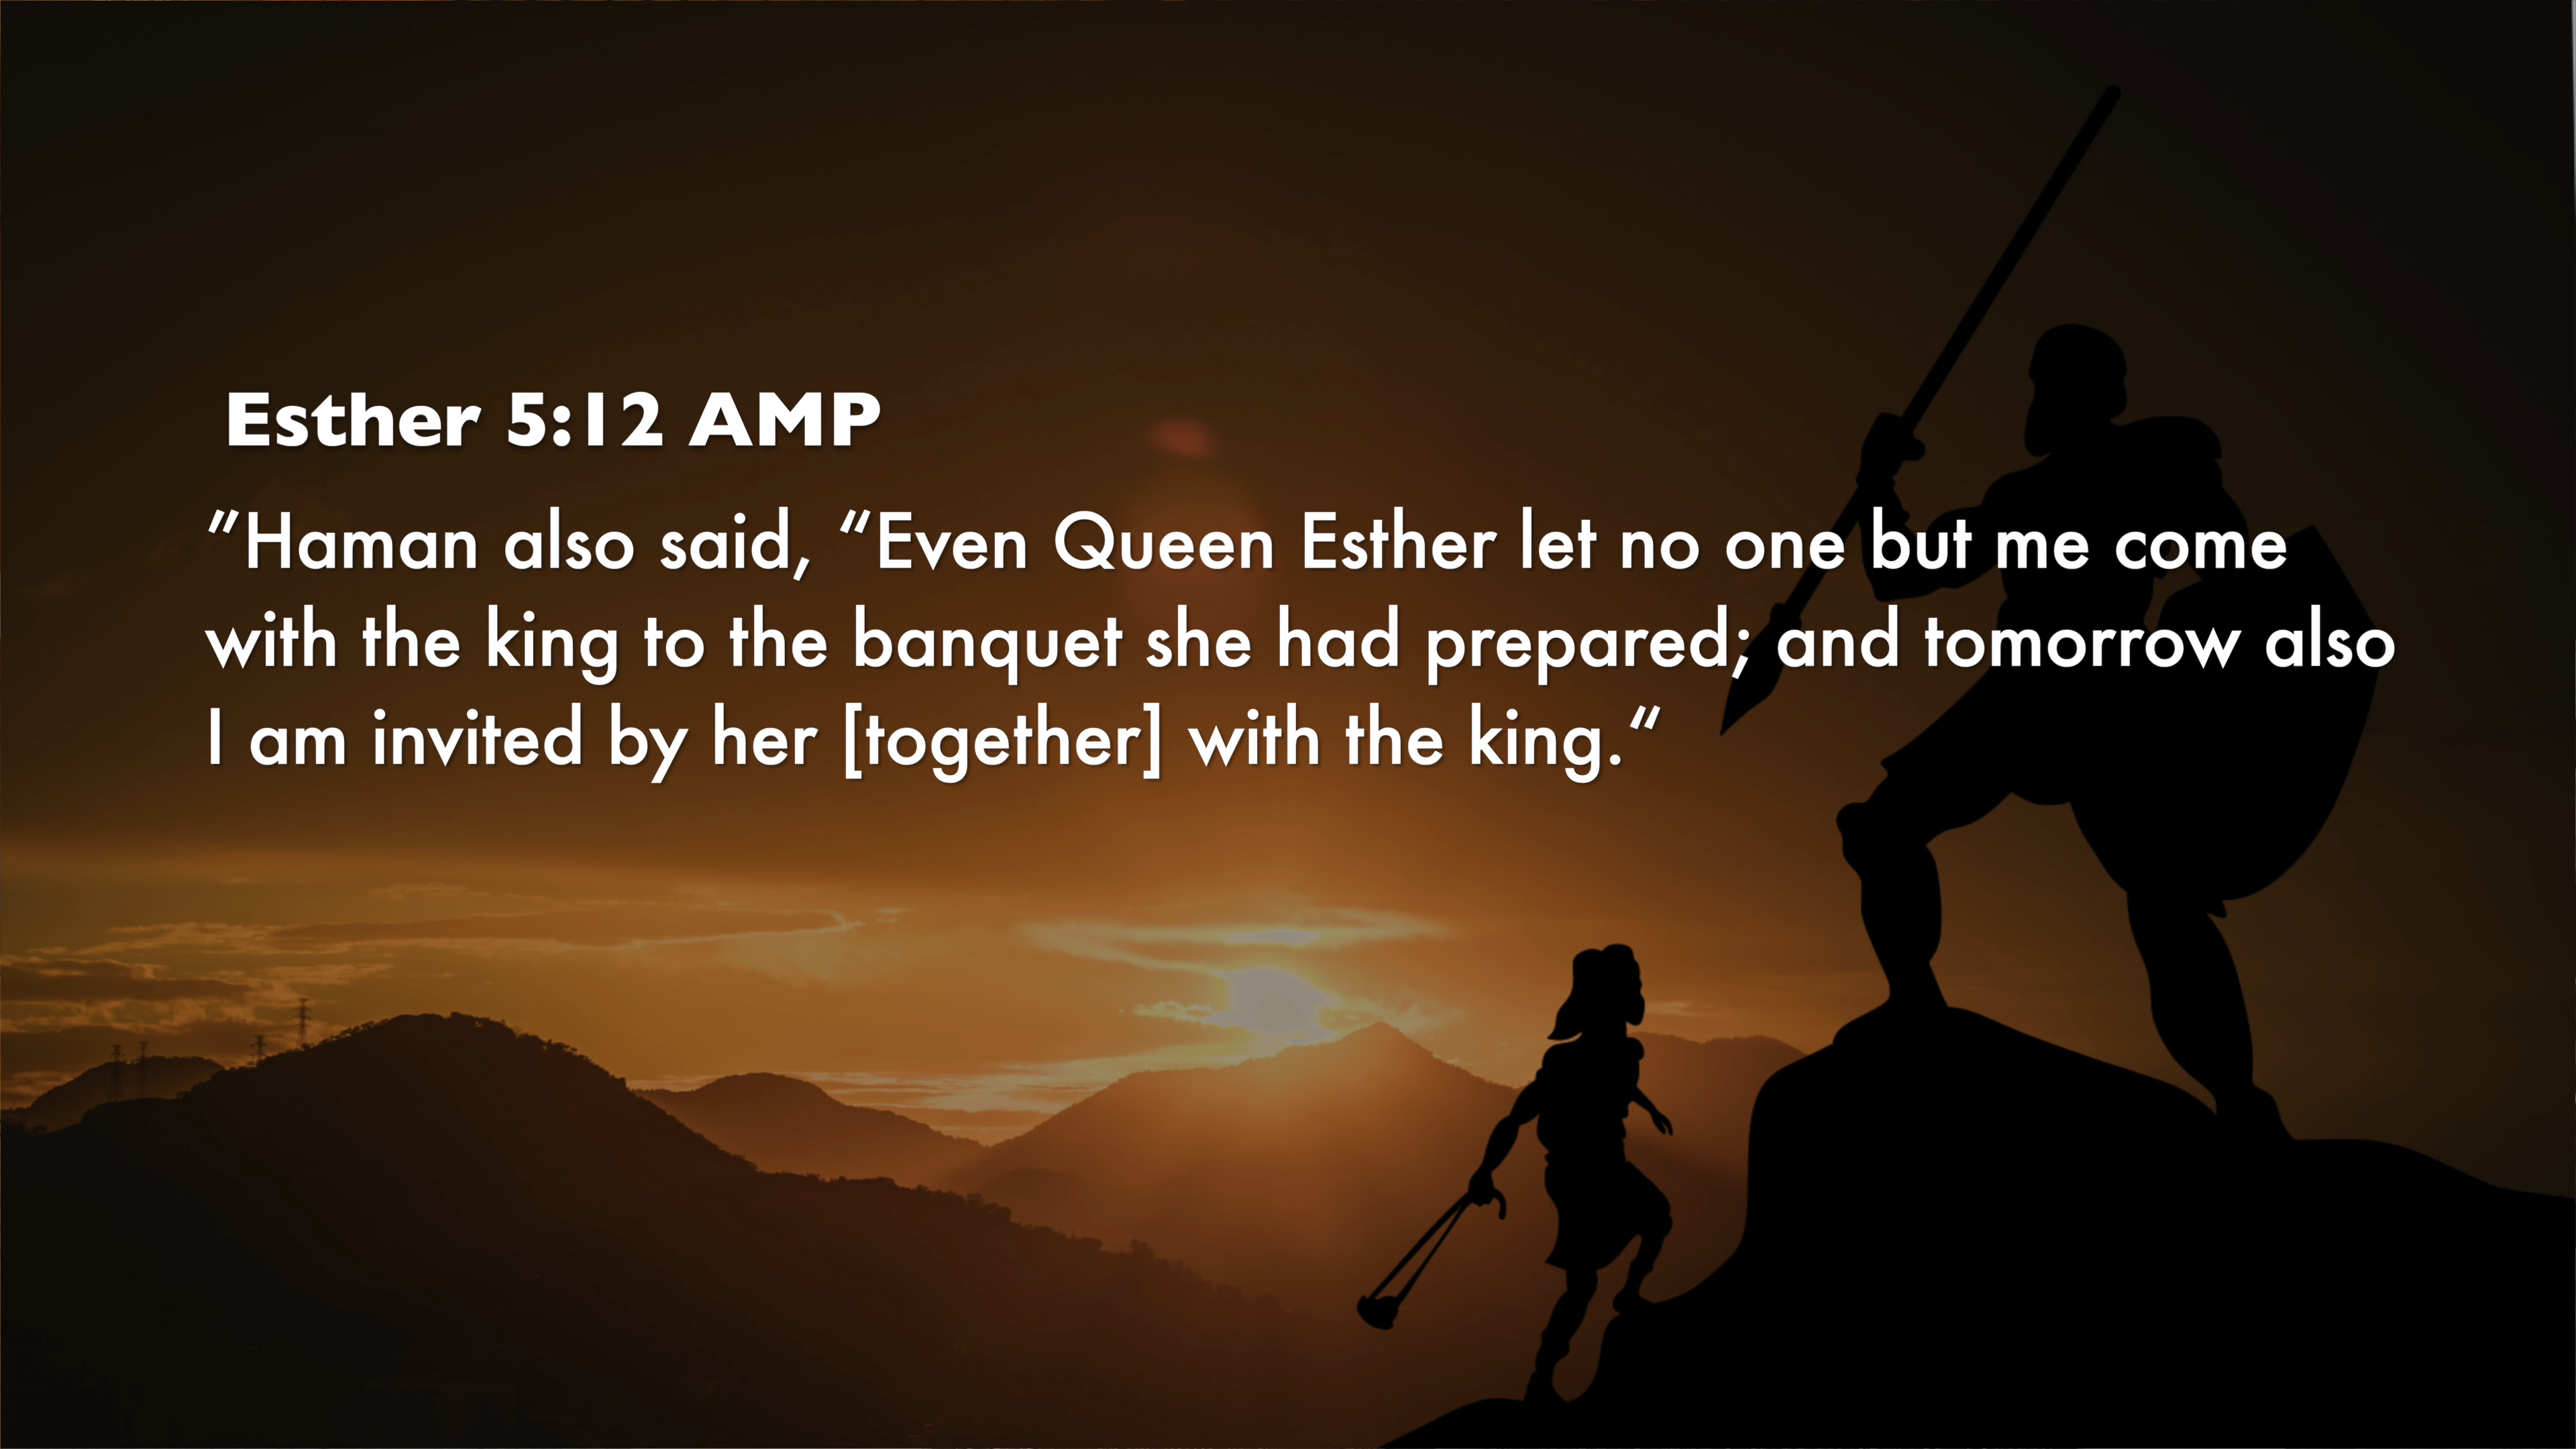 Esther 5:12 AMP
”Haman also said, “Even Queen Esther let no one but me come
with the king to the banquet she had prepared; and tomorrow also
I am invited by her [together] with the king.“